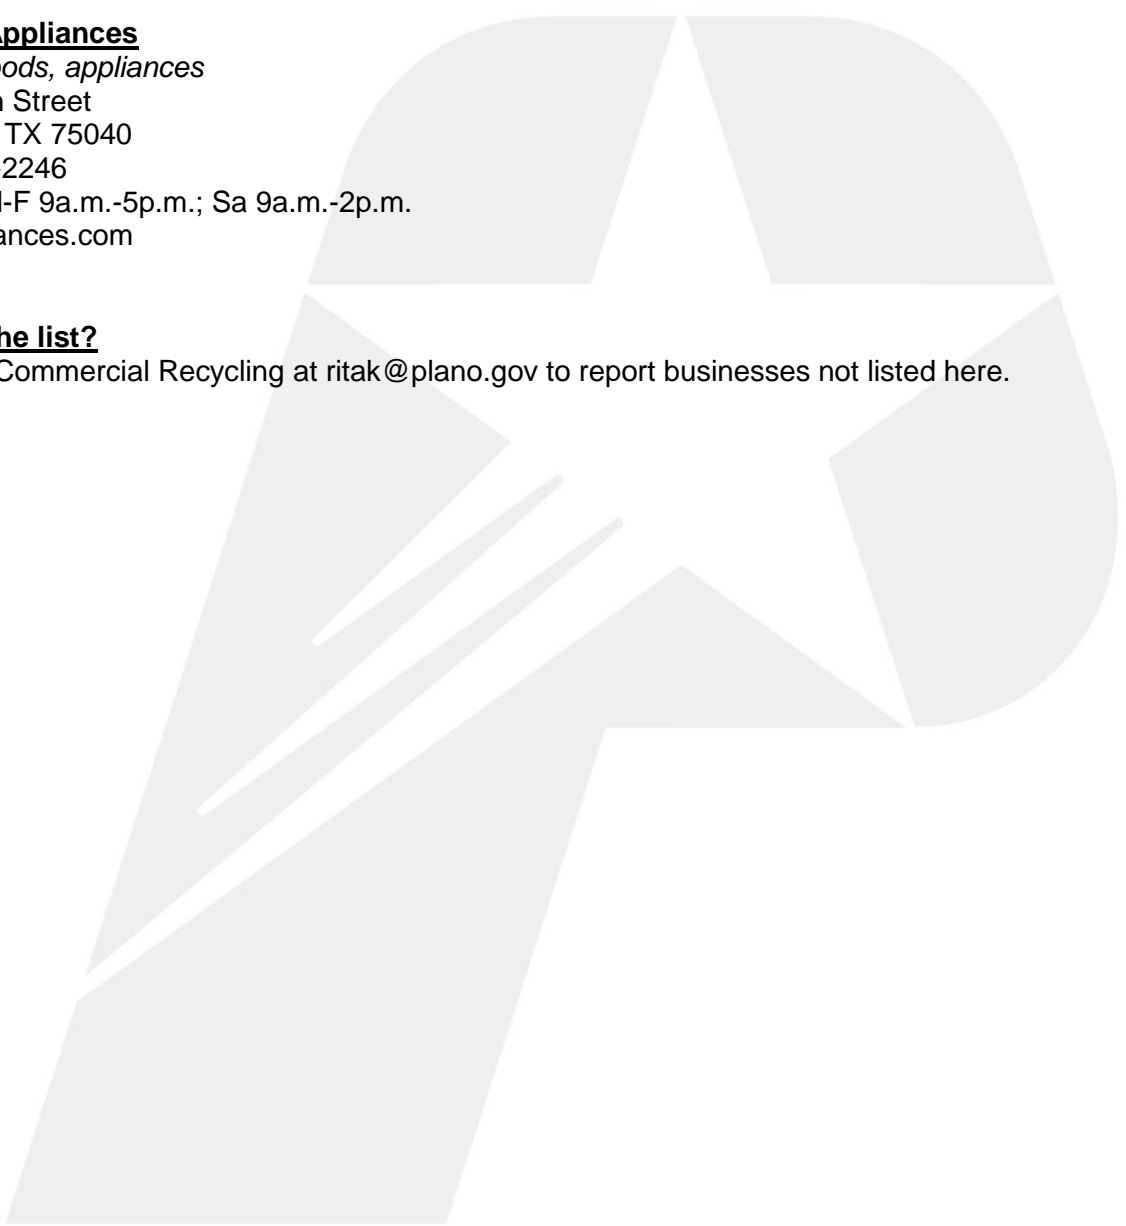 Appliances
oods, appliances
n Street
TX 75040
-2246
-F 9a.m.-5p.m.; Sa 9a.m.-2p.m.
ances.com
he list?
Commercial Recycling at ritak@plano.gov to report businesses not listed here.